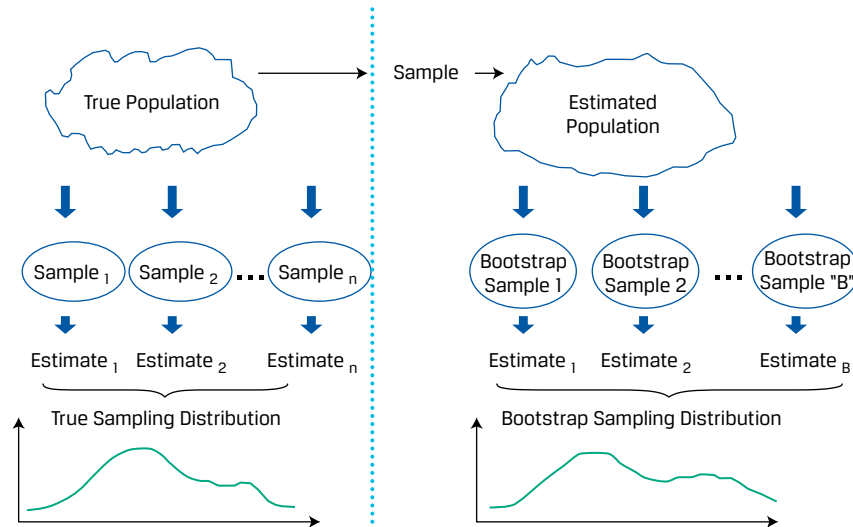 True Population
Sample
Estimated
Population
Sample 1
Sample 2
Sample n
Bootstrap
Sample 1
Bootstrap
Sample 2
Bootstrap
Sample "B"
Estimate 1
Estimate 2
Estimate n
Estimate 1
Estimate 2
Estimate B
True Sampling Distribution
Bootstrap Sampling Distribution